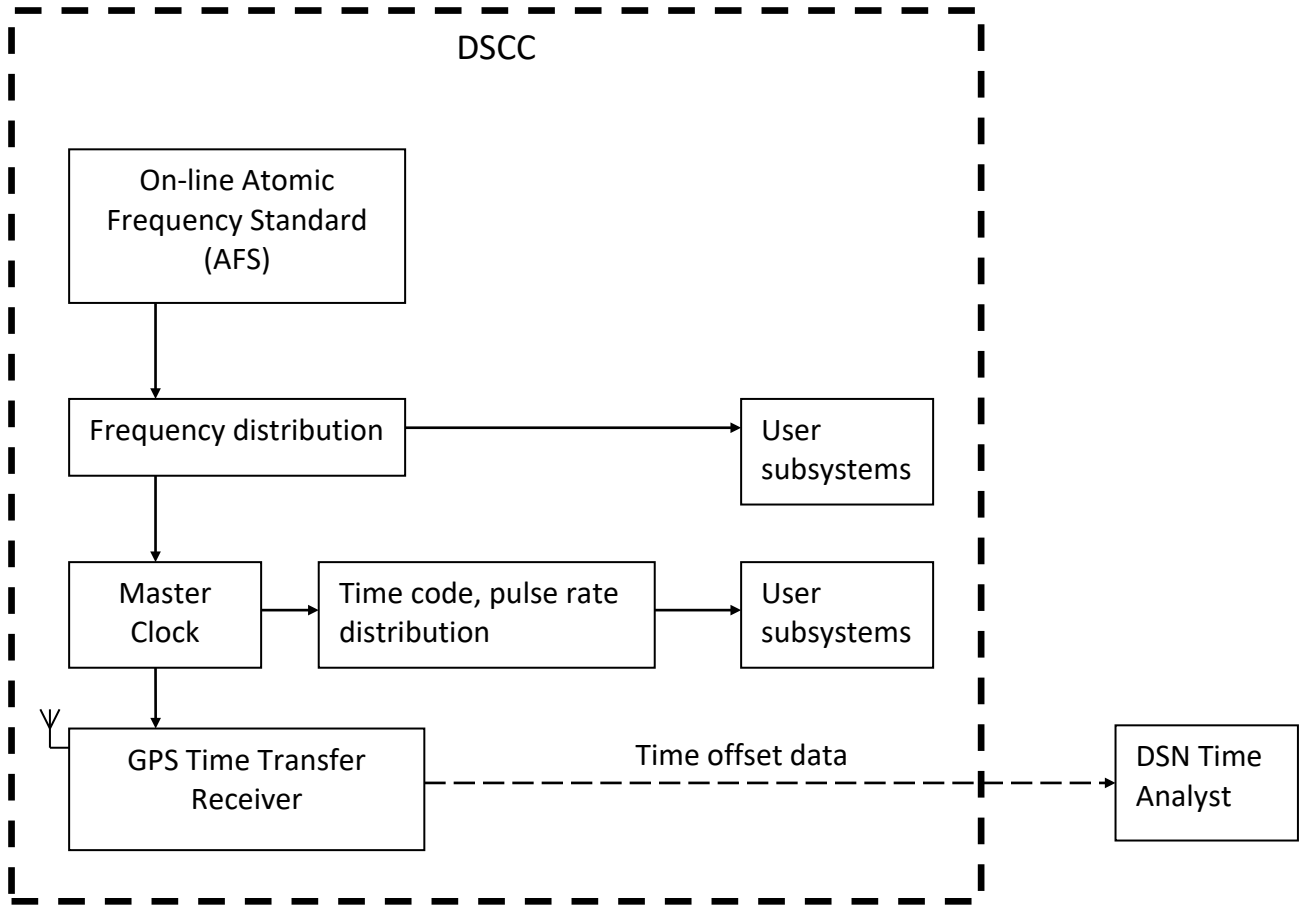 DSCC
On-line Atomic
Frequency Standard
(AFS)
Frequency distribution
User
subsystems
Master
Clock
Time code, pulse rate
distribution
User
subsystems
GPS Time Transfer
Receiver
Time offset data
DSN Time
Analyst